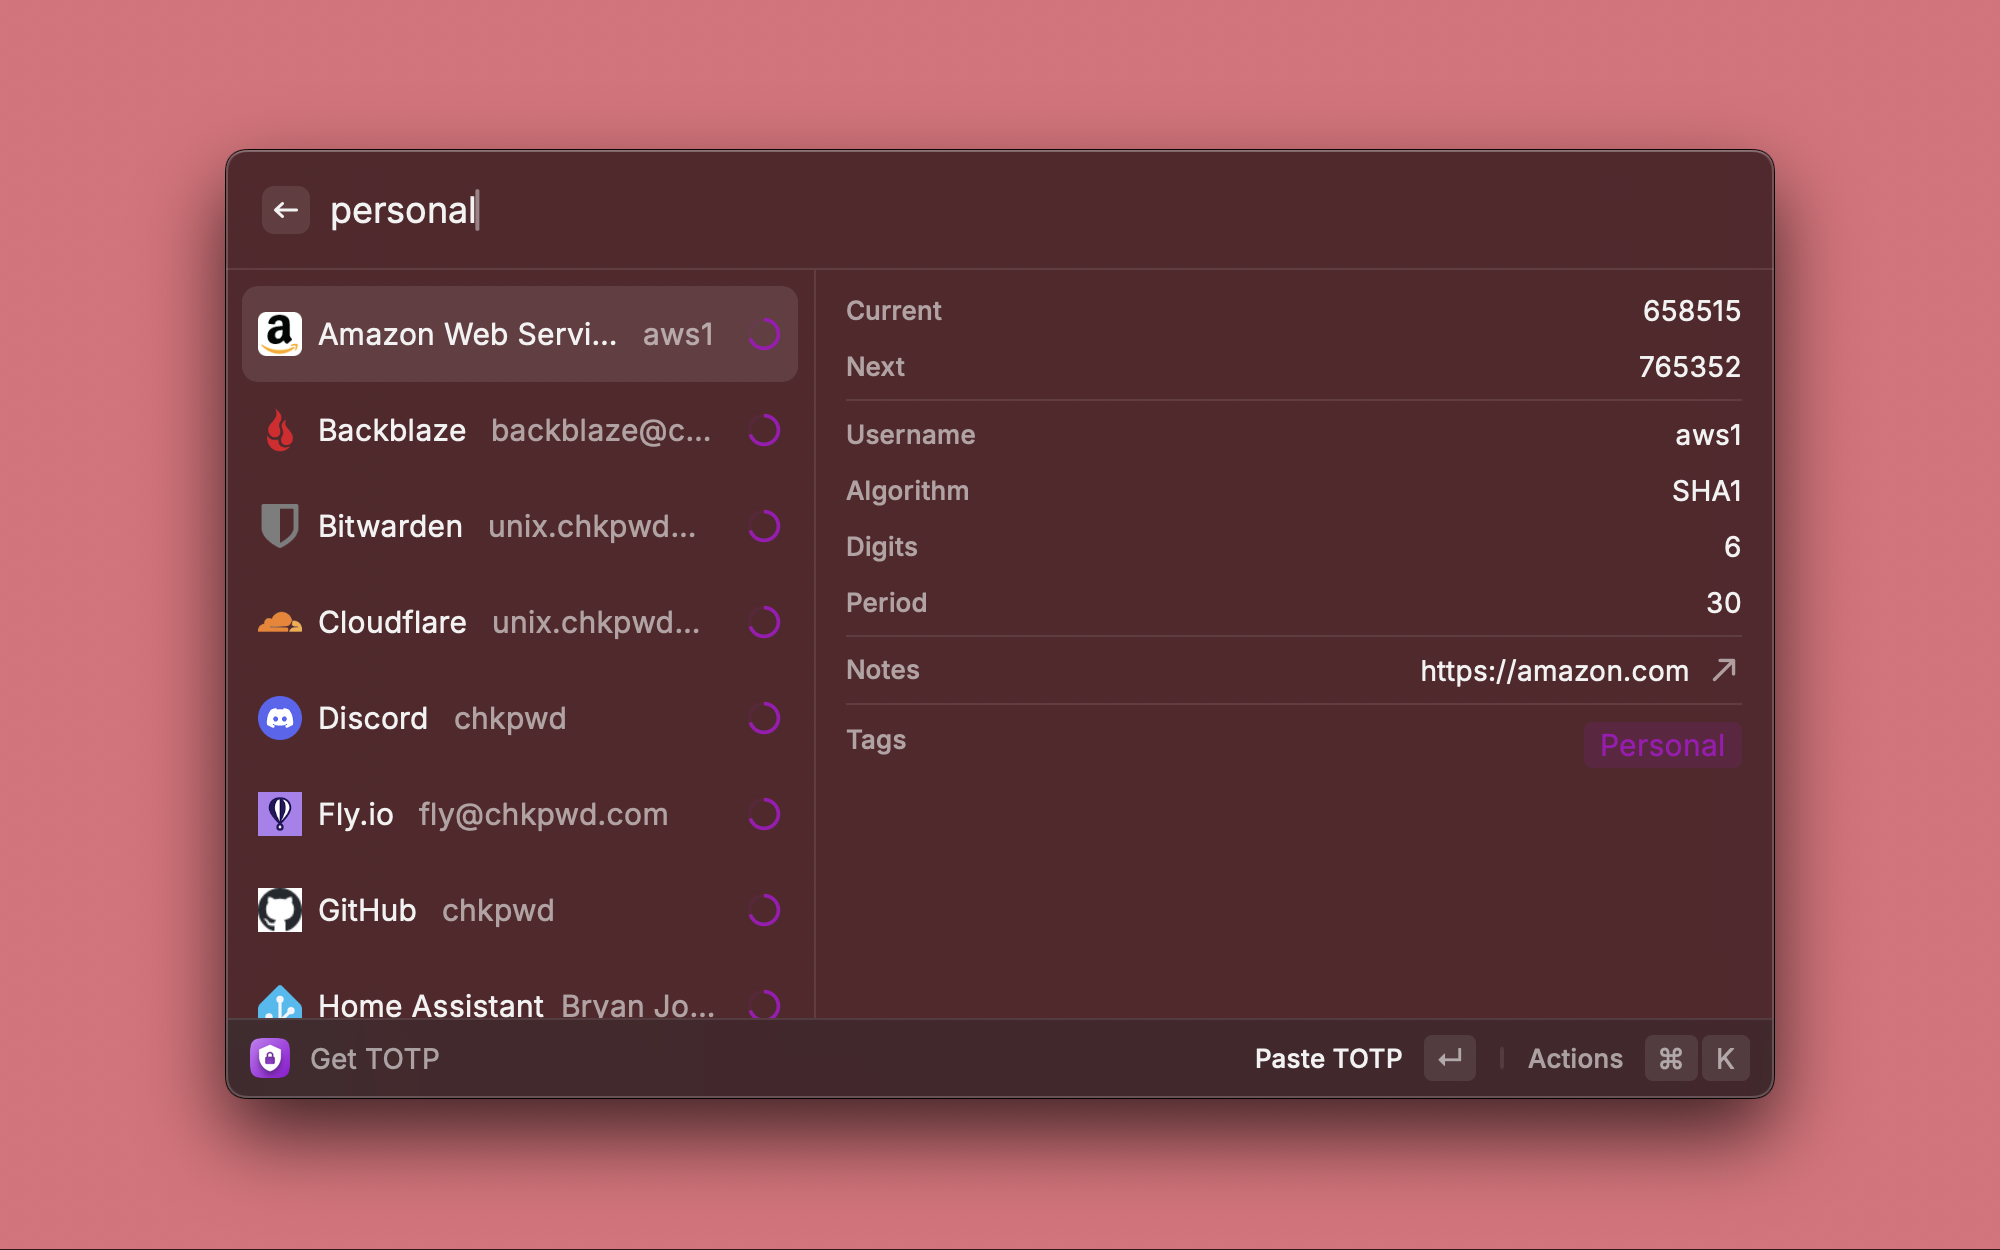 personal
Amazon Web Servi... aws1
Backblaze backblaze@c...
Bitwarden unix.chkpwd...
Cloudflare unix.chkpwd...
Discord chkpwd
Fly.io fly@chkpwd.com
GitHub chkpwd
Home Assistant Bryan Jo...
Current 658515
Next 765352
Username aws1
Algorithm SHA1
Digits 6
Period 30
Notes https://amazon.com
Tags Personal
Get TOTP
Paste TOTP Actions ⌘ K